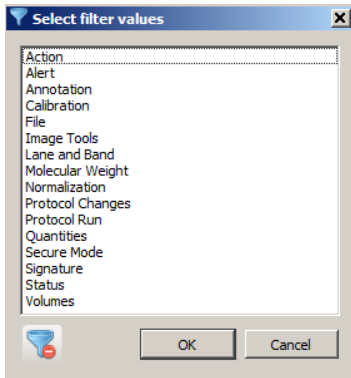 Select filter values
Action
Alert
Annotation
Calibration
File
Image Tools
Lane and Band
Molecular Weight
Normalization
Protocol Changes
Protocol Run
Quantities
Secure Mode
Signature
Status
Volumes
OK Cancel